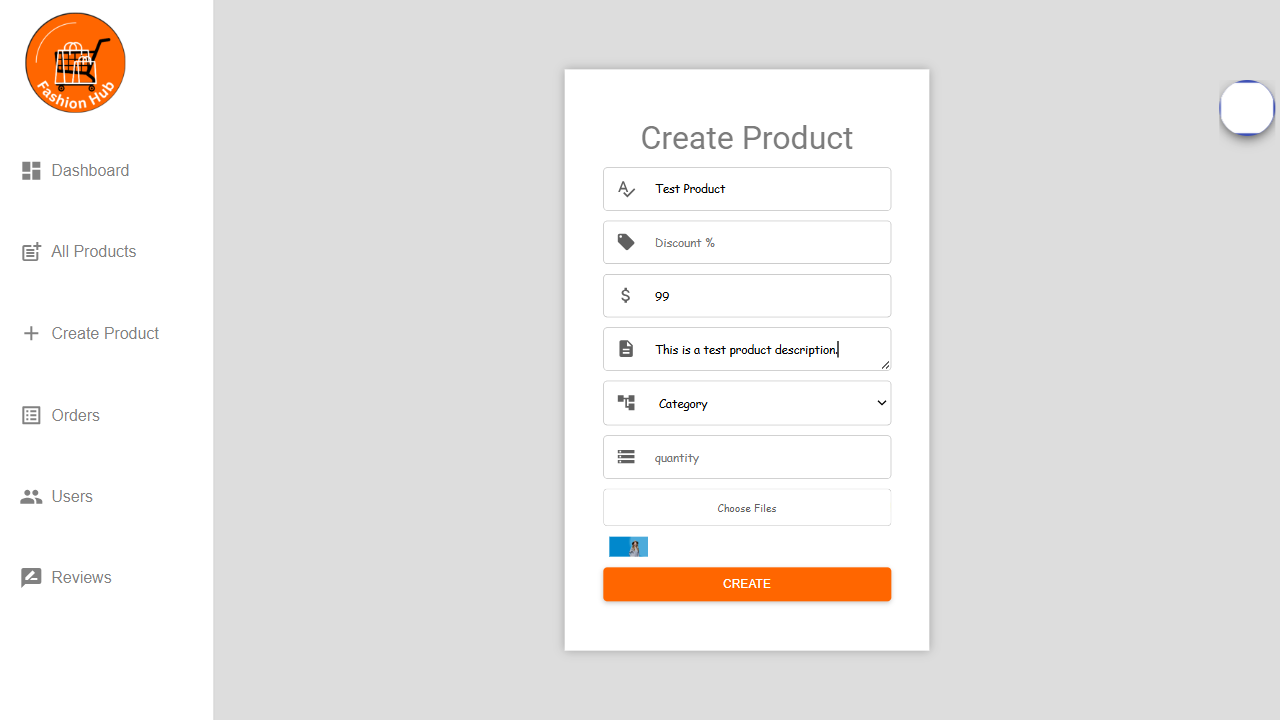 Fashion Hub
Dashboard
All Products
Create Product
Orders
Users
Reviews
Create Product
Test Product
Discount %
$
99
This is a test product description.
Category
quantity
Choose Files
CREATE